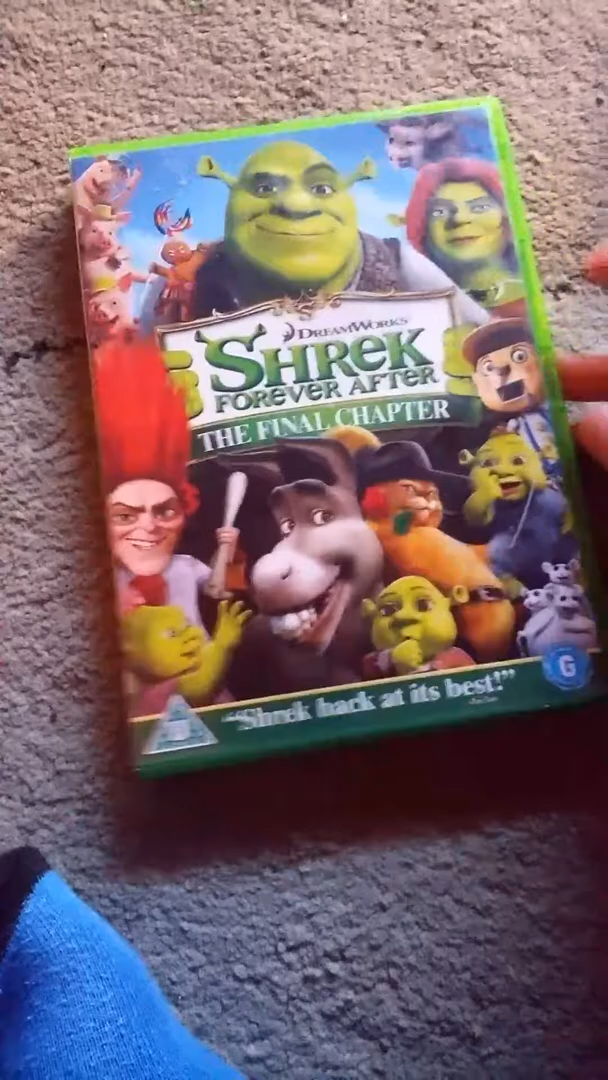 DREAMWORKS
SHREK
FOREVER AFTER
THE FINAL CHAPTER
"Shrek back at its best!"
G